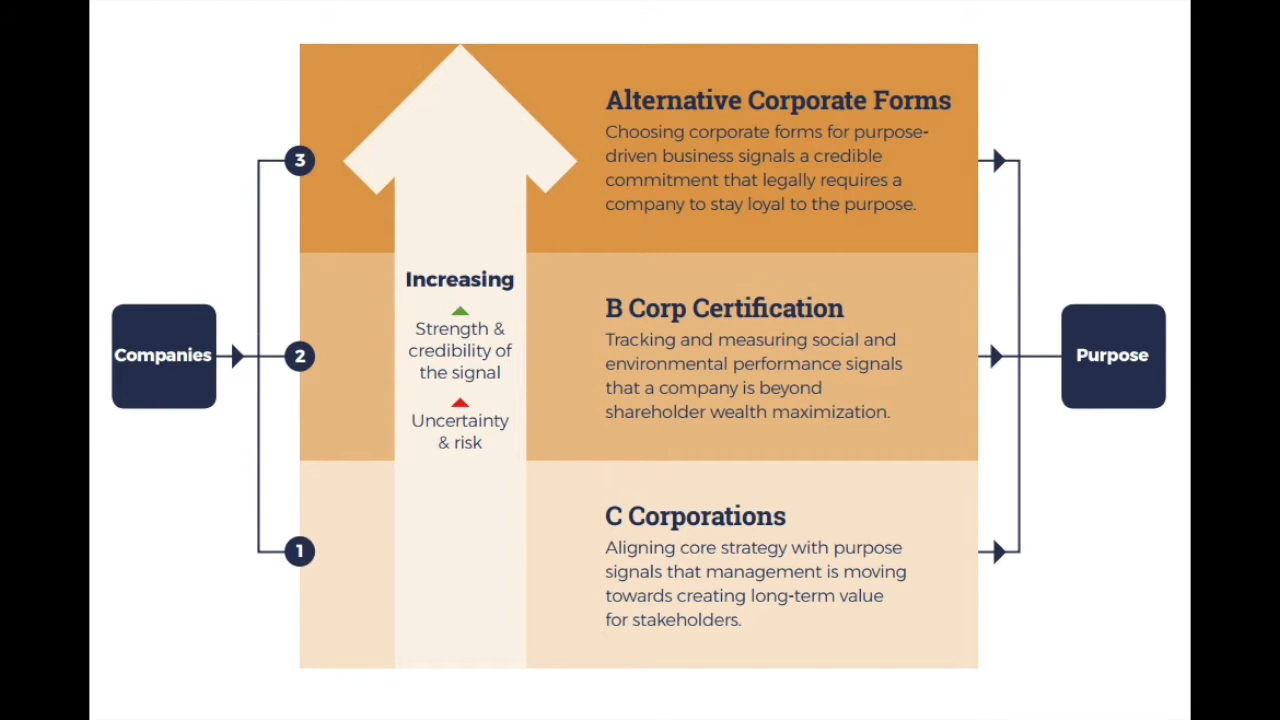 Alternative Corporate Forms
Choosing corporate forms for purpose-
driven business signals a credible
commitment that legally requires a
company to stay loyal to the purpose.
3
Increasing
Strength &
credibility of
the signal
Uncertainty
& risk
B Corp Certification
Tracking and measuring social and
environmental performance signals
that a company is beyond
shareholder wealth maximization.
Companies
2
Purpose
C Corporations
Aligning core strategy with purpose
signals that management is moving
towards creating long-term value
for stakeholders.
1